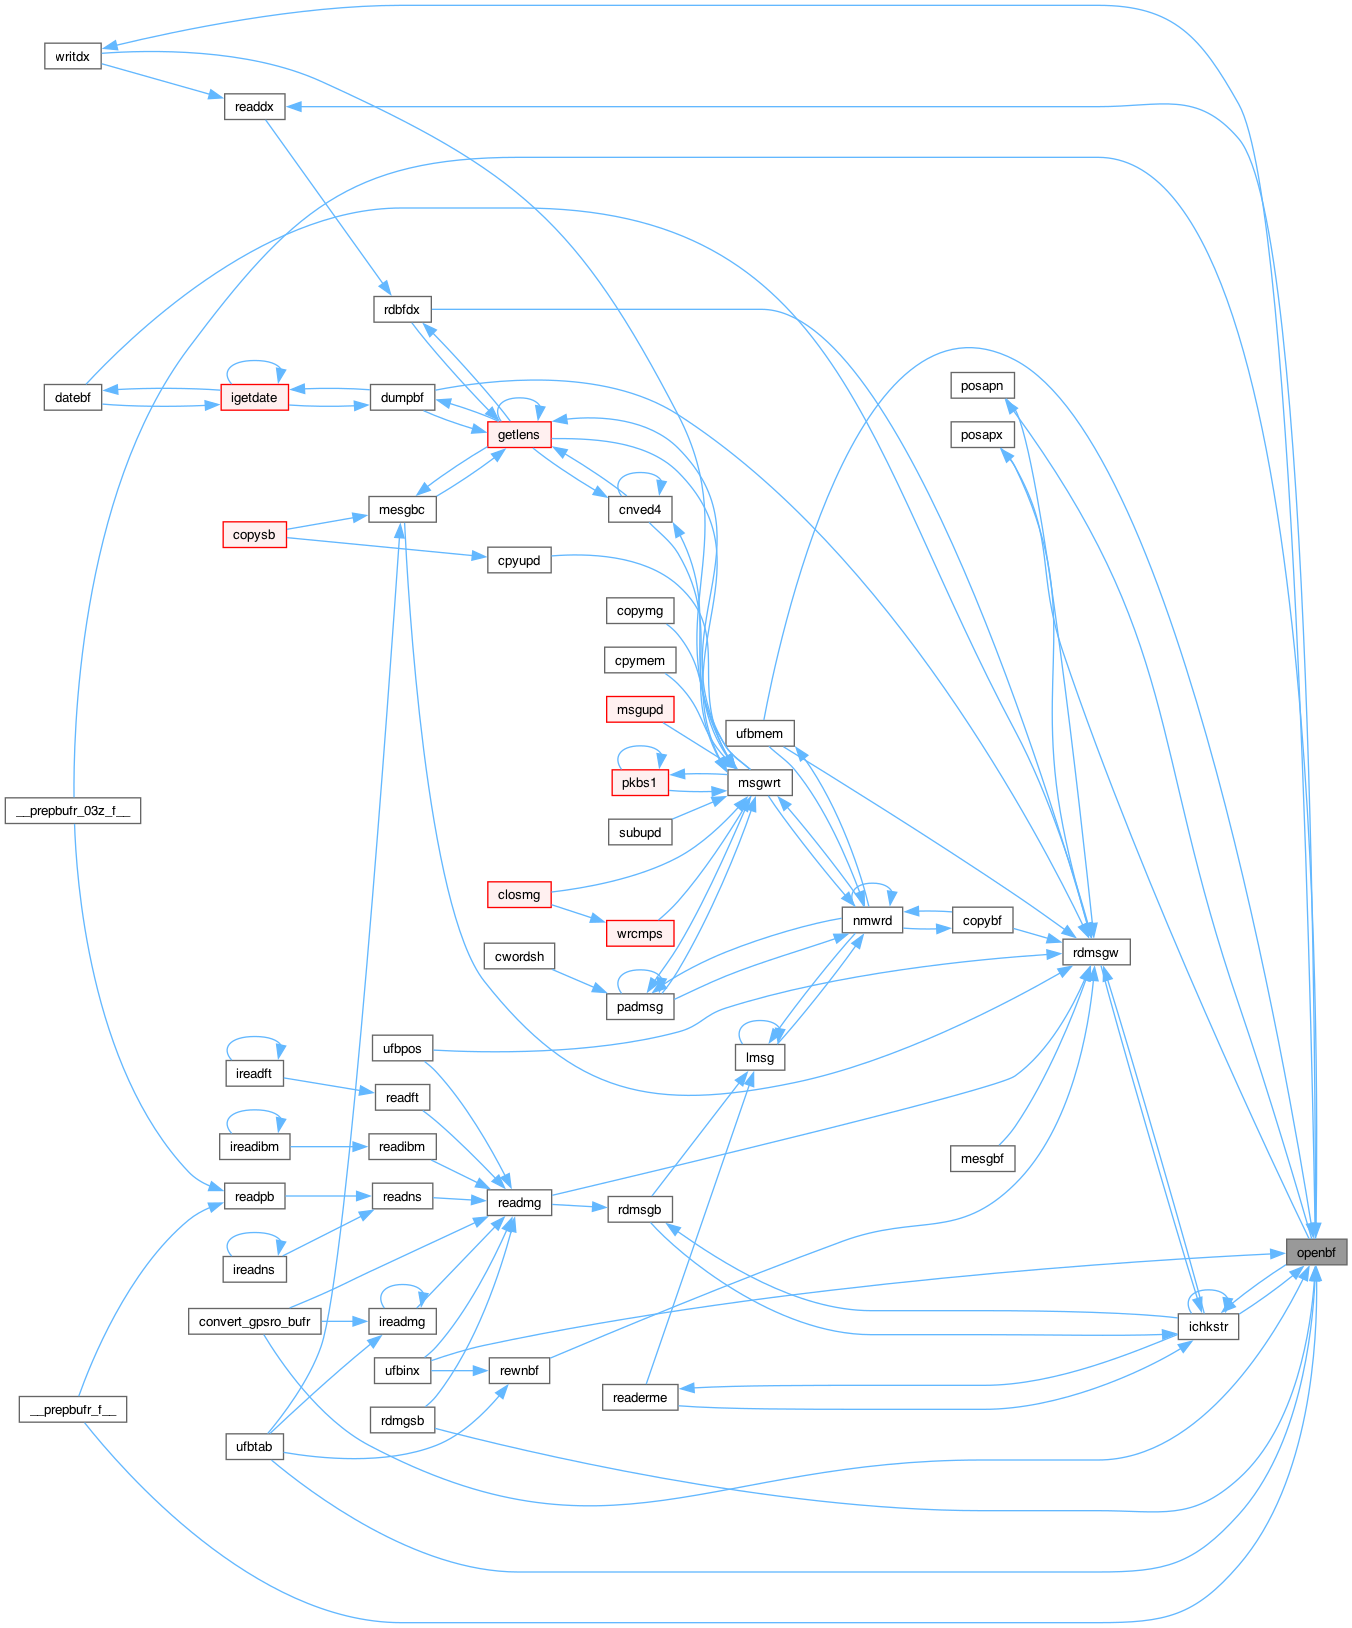 writdx
readdx
rdbfdx
datebf
igetdate
dumpbf
posapn
getlens
posapx
mesgbc
cnved4
copysb
cpyupd
copymg
cpymem
msgupd
ufbmem
pkbs1
msgwrt
__prepbufr_03z_f__
subupd
closmg
nmwrd
copybf
wrcmps
cwordsh
rdmsgw
padmsg
ufbpos
lmsg
ireadft
readft
ireadibm
readibm
mesgbf
readpb
readns
readmg
rdmsgb
openbf
ireadns
convert_gpsro_bufr
ireadmg
ichkstr
ufbinx
rewnbf
readerme
__prepbufr_f__
rdmgsb
ufbtab